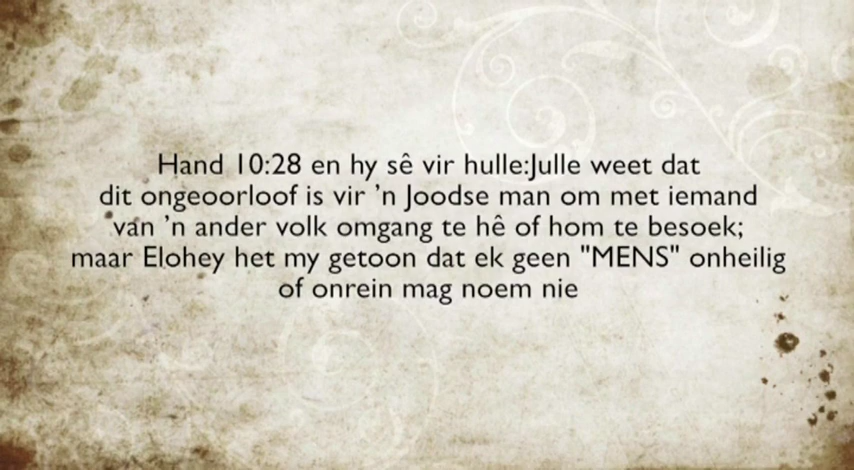 Hand 10:28 en hy sê vir hulle:Julle weet dat
dit ongeoorloof is vir 'n Joodse man om met iemand
van 'n ander volk omgang te hê of hom te besoek;
maar Elohey het my getoon dat ek geen "MENS" onheilig
of onrein mag noem nie